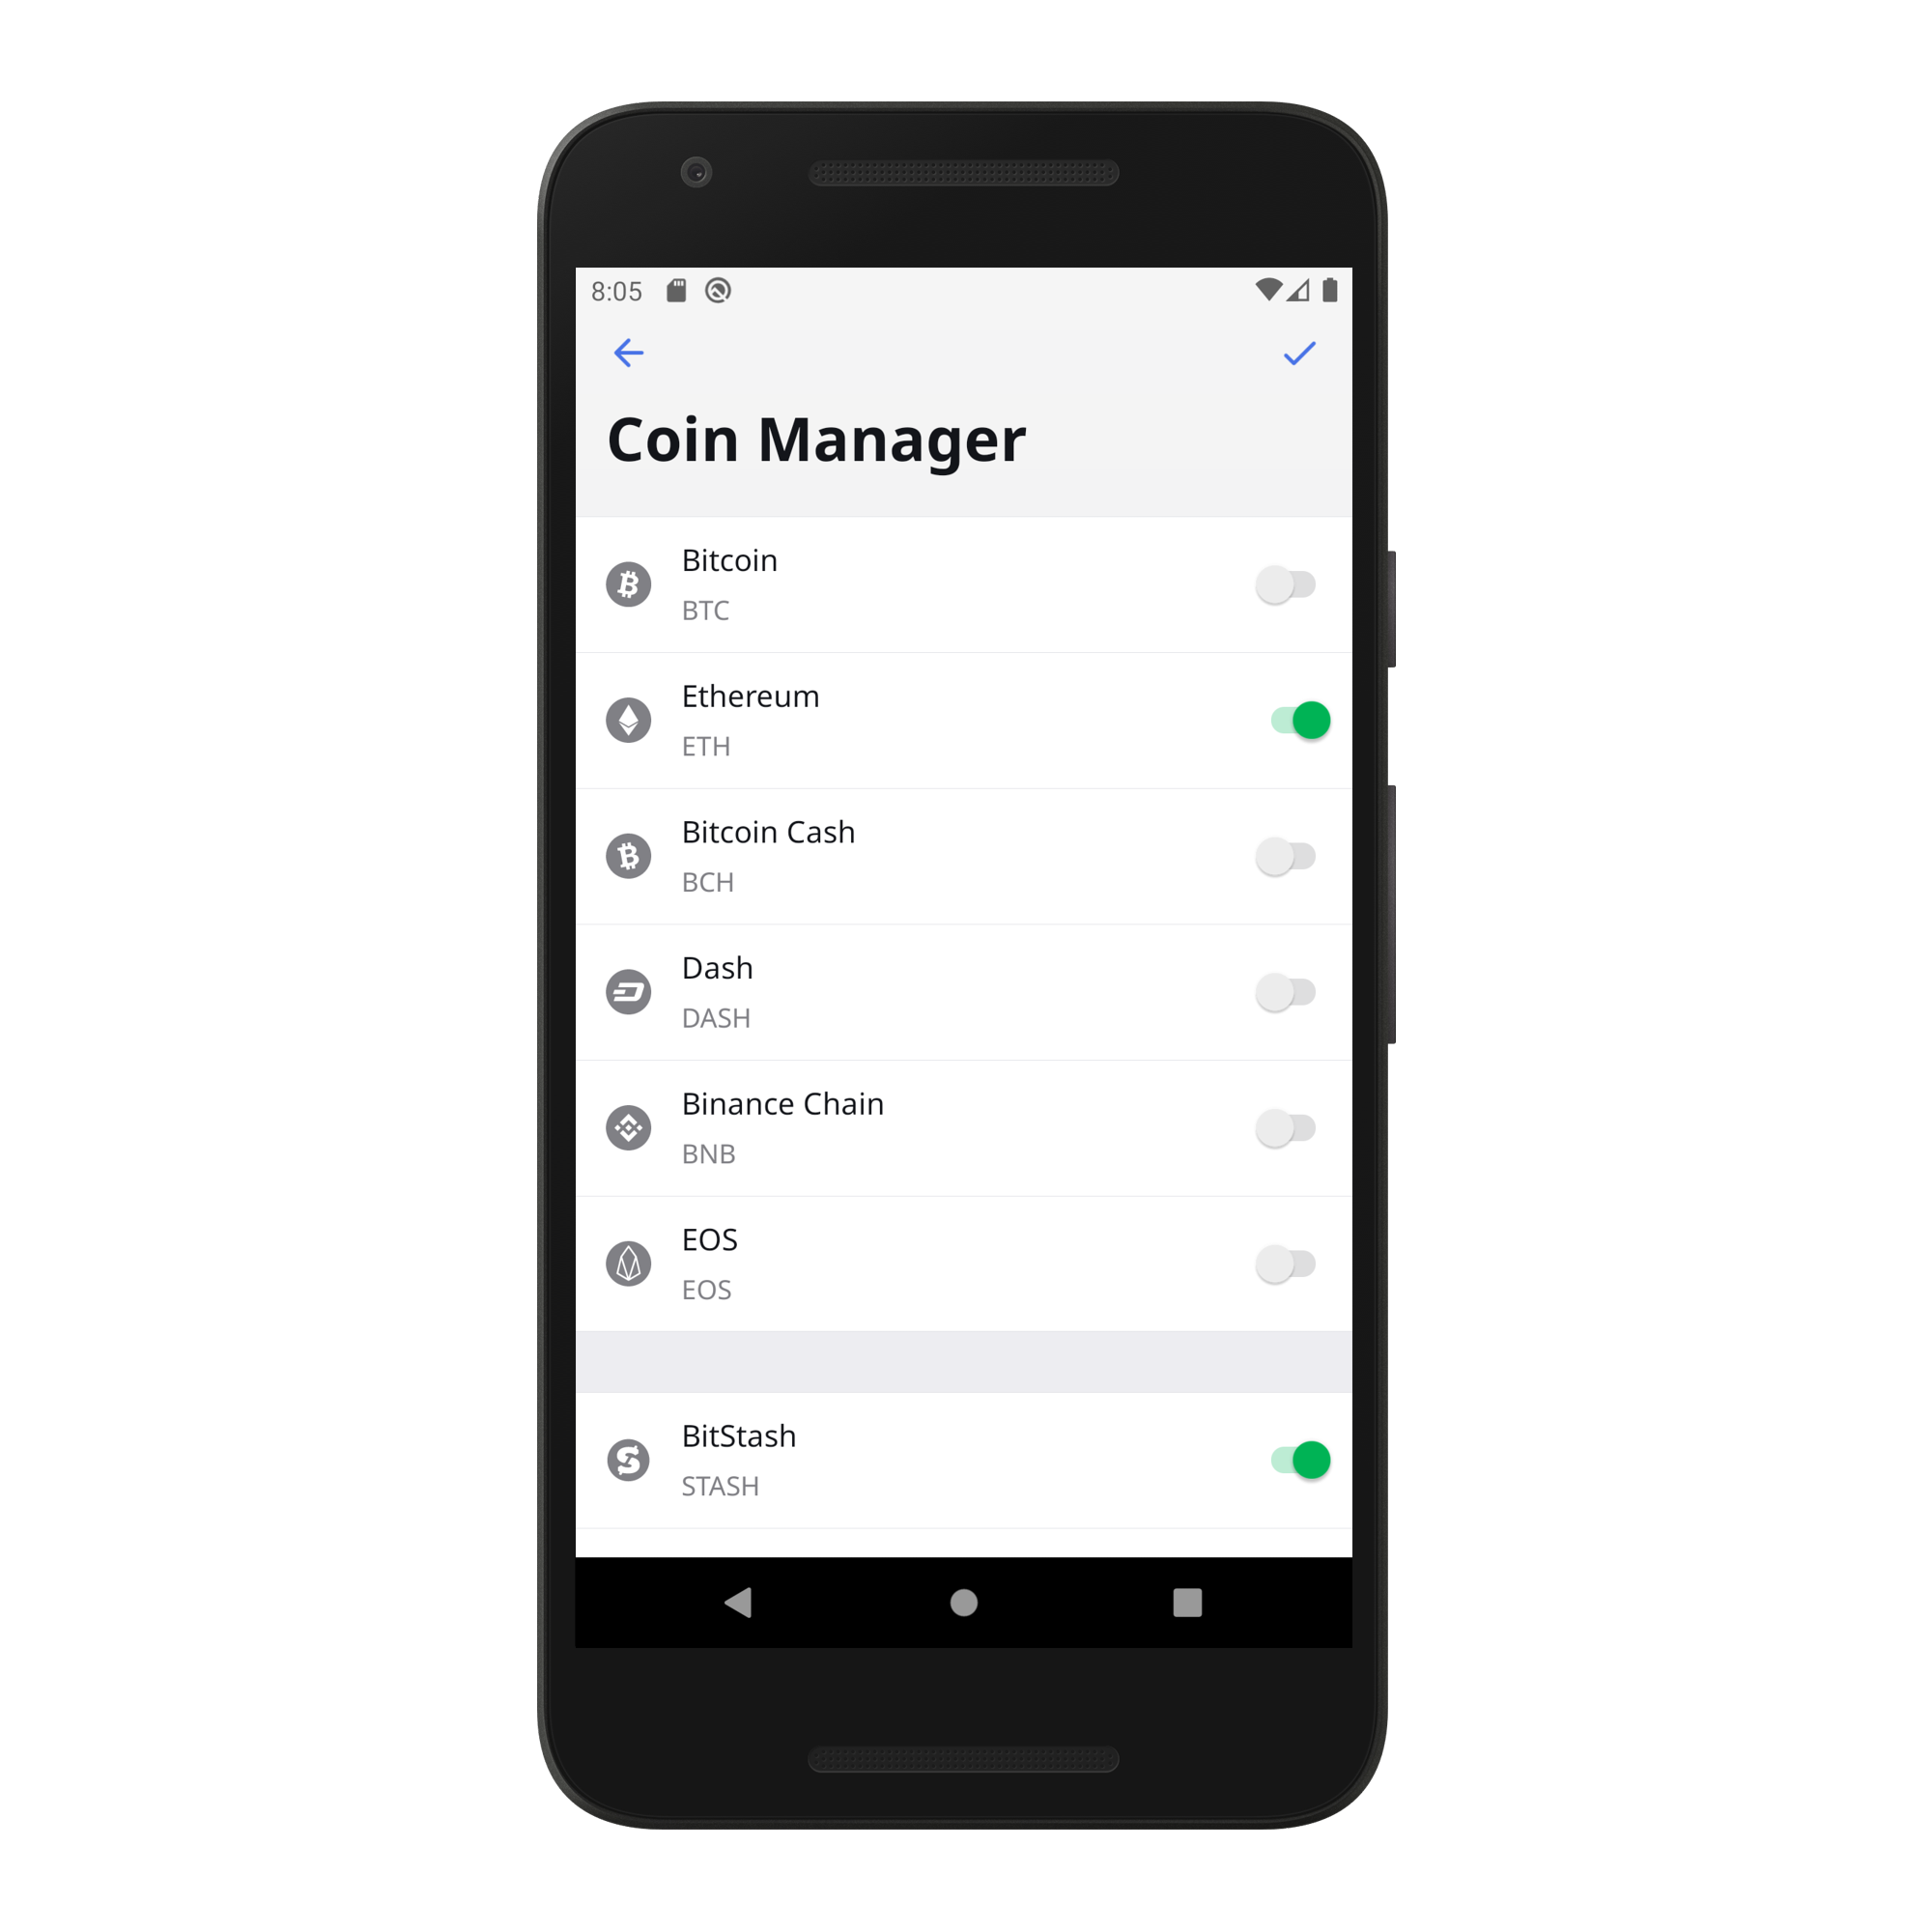 8:05
Coin Manager
Bitcoin
BTC
Ethereum
ETH
Bitcoin Cash
BCH
Dash
DASH
Binance Chain
BNB
EOS
EOS
BitStash
STASH